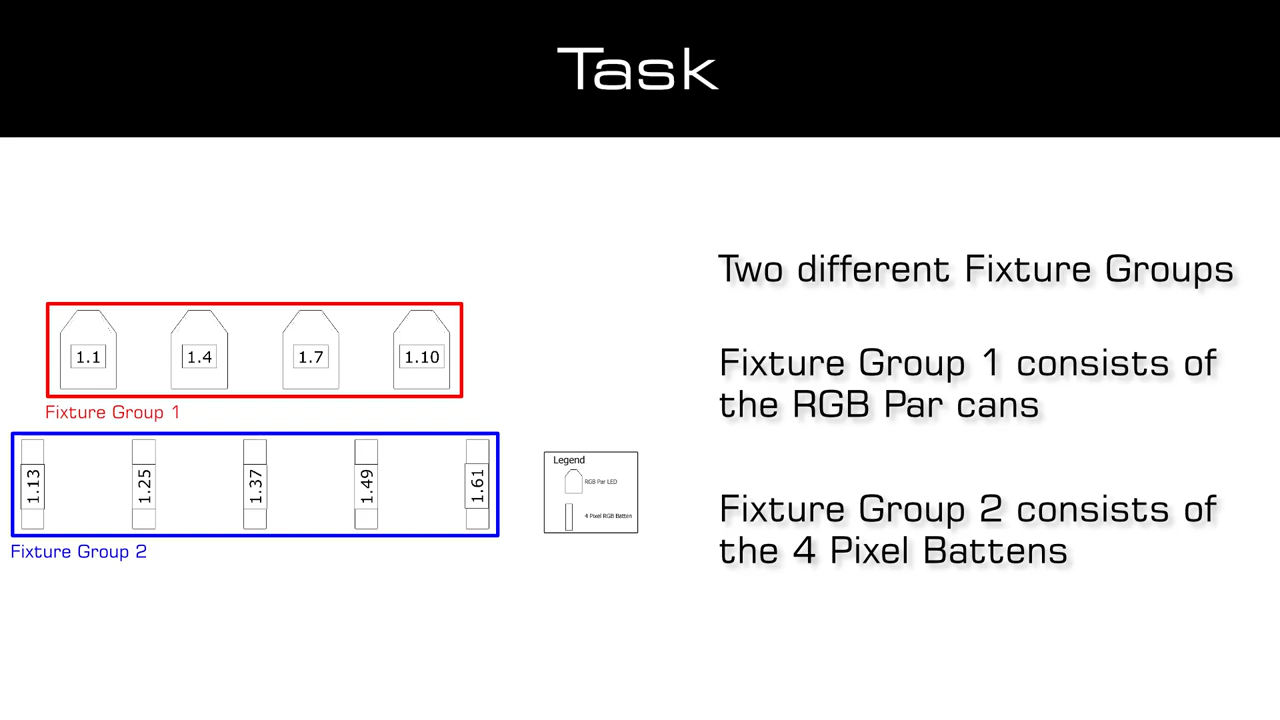 Task
Two different Fixture Groups
Fixture Group 1 consists of
the RGB Par cans
Fixture Group 2 consists of
the 4 Pixel Battens
1.1
1.4
1.7
1.10
Fixture Group 1
1.13
1.25
1.37
1.49
1.61
Fixture Group 2
Legend
RGB Par LED
4 Pixel RGB Batten